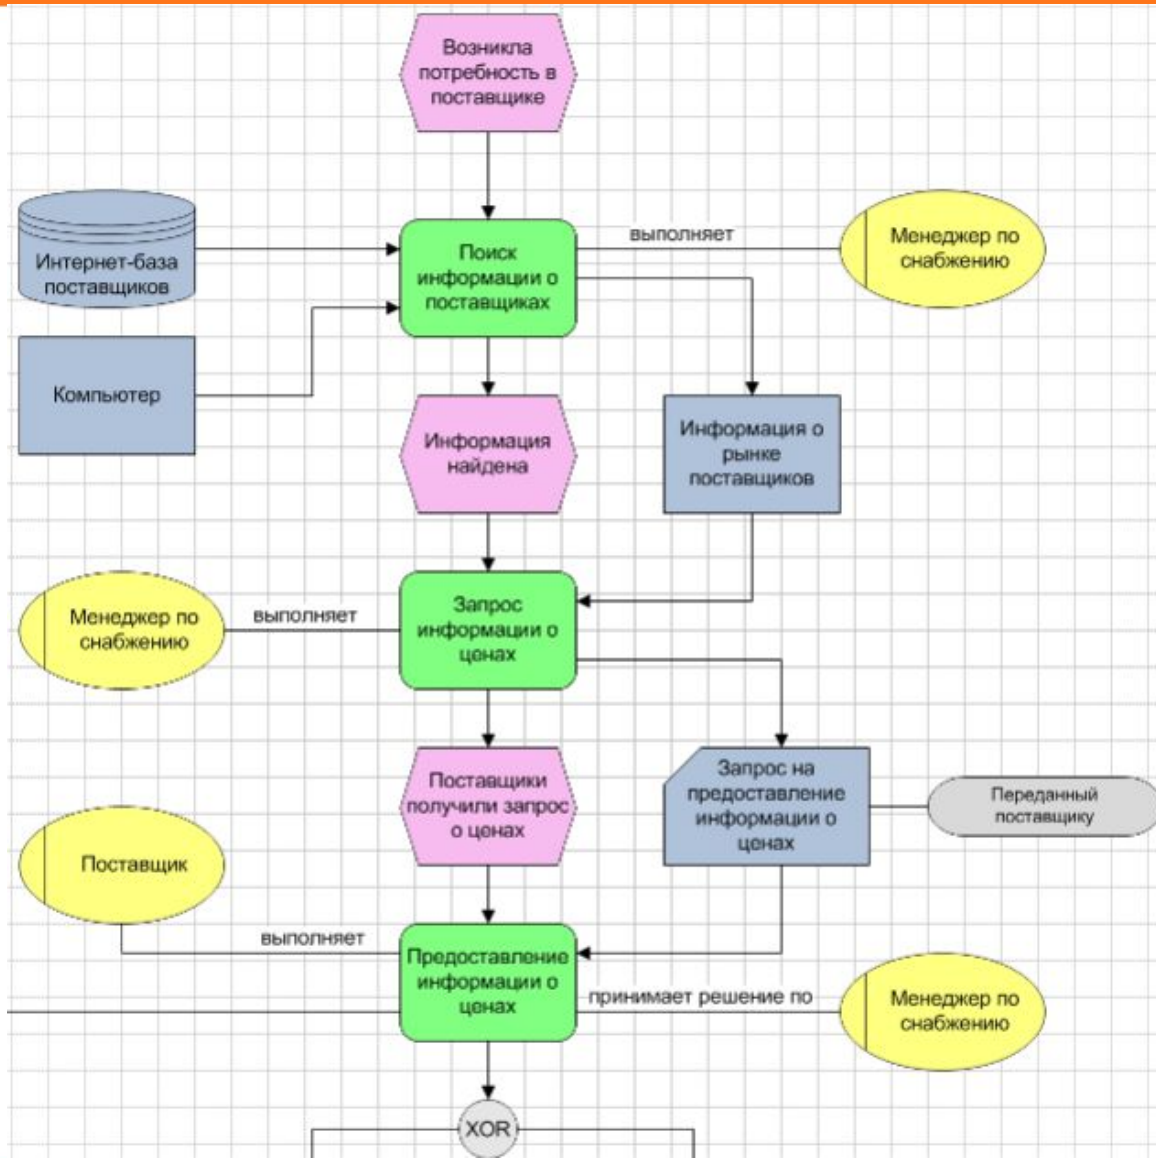 Возникла
потребность в
поставщике
Интернет-база
поставщиков
Поиск
информации о
поставщиках
выполняет
Менеджер по
снабжению
Компьютер
Информация
найдена
Информация о
рынке
поставщиков
Менеджер по
снабжению
выполняет
Запрос
информации о
ценах
Поставщики
получили запрос
о ценах
Запрос на
предоставление
информации о
ценах
Переданный
поставщику
Поставщик
выполняет
Предоставление
информации о
ценах
принимает решение по
Менеджер по
снабжению
XOR